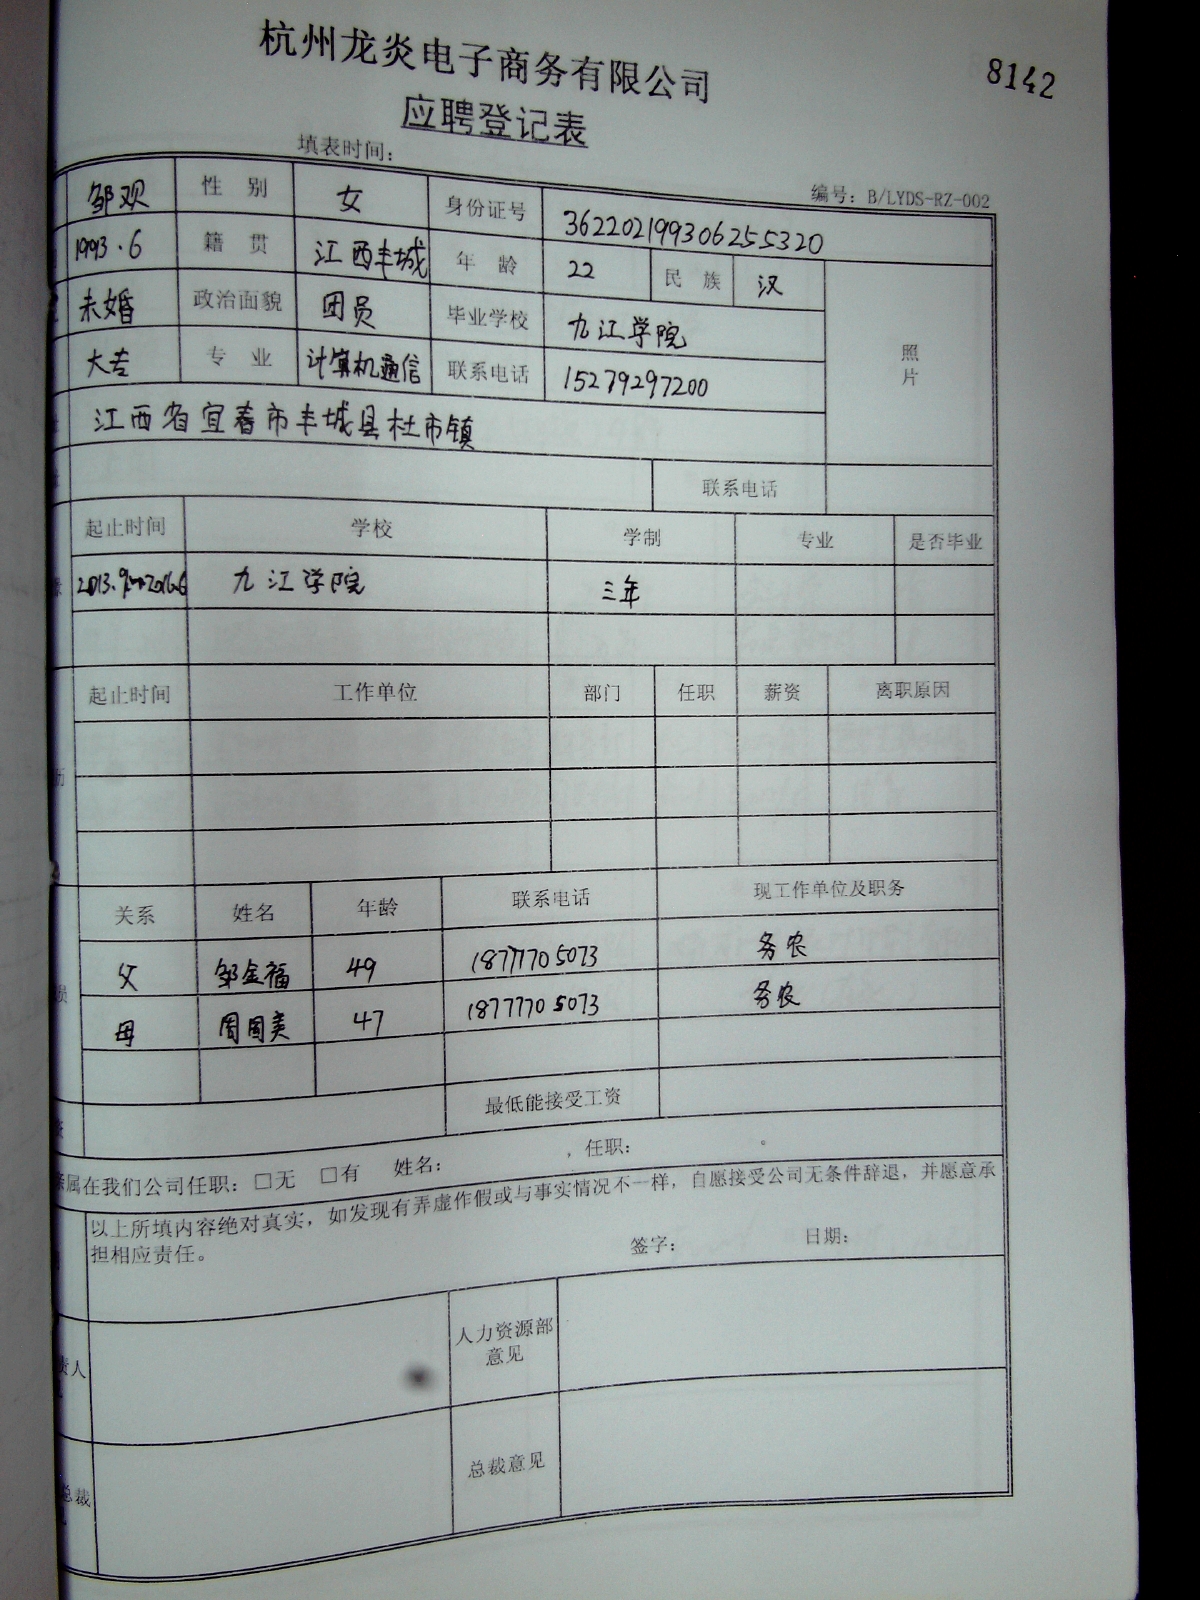 杭州龙炎电子商务有限公司
8142
应聘登记表
填表时间：
编号：B/LYDS-RZ-002
邹观 性 别 女 身份证号 362202199306255320
1993.6 籍 贯 江西丰城 年 龄 22 民 族 汉
未婚 政治面貌 团员 毕业学校 九江学院
照片
大专 专 业 计算机通信 联系电话 15279297200
江西省宜春市丰城县杜市镇
联系电话
起止时间 学校 学制 专业 是否毕业
2013.9 2016.6 九江学院 三年
起止时间 工作单位 部门 任职 薪资 离职原因
历
关系 姓名 年龄 联系电话 现工作单位及职务
父 邹金福 49 18777705073 务农
母 周国美 47 18777705073 务农
最低能接受工资
亲属在我们公司任职：□无 □有 姓名： ，任职： 。
以上所填内容绝对真实，如发现有弄虚作假或与事实情况不一样，自愿接受公司无条件辞退，并愿意承
担相应责任。 签字： 日期：
责人
人力资源部
意见
总裁
总裁意见